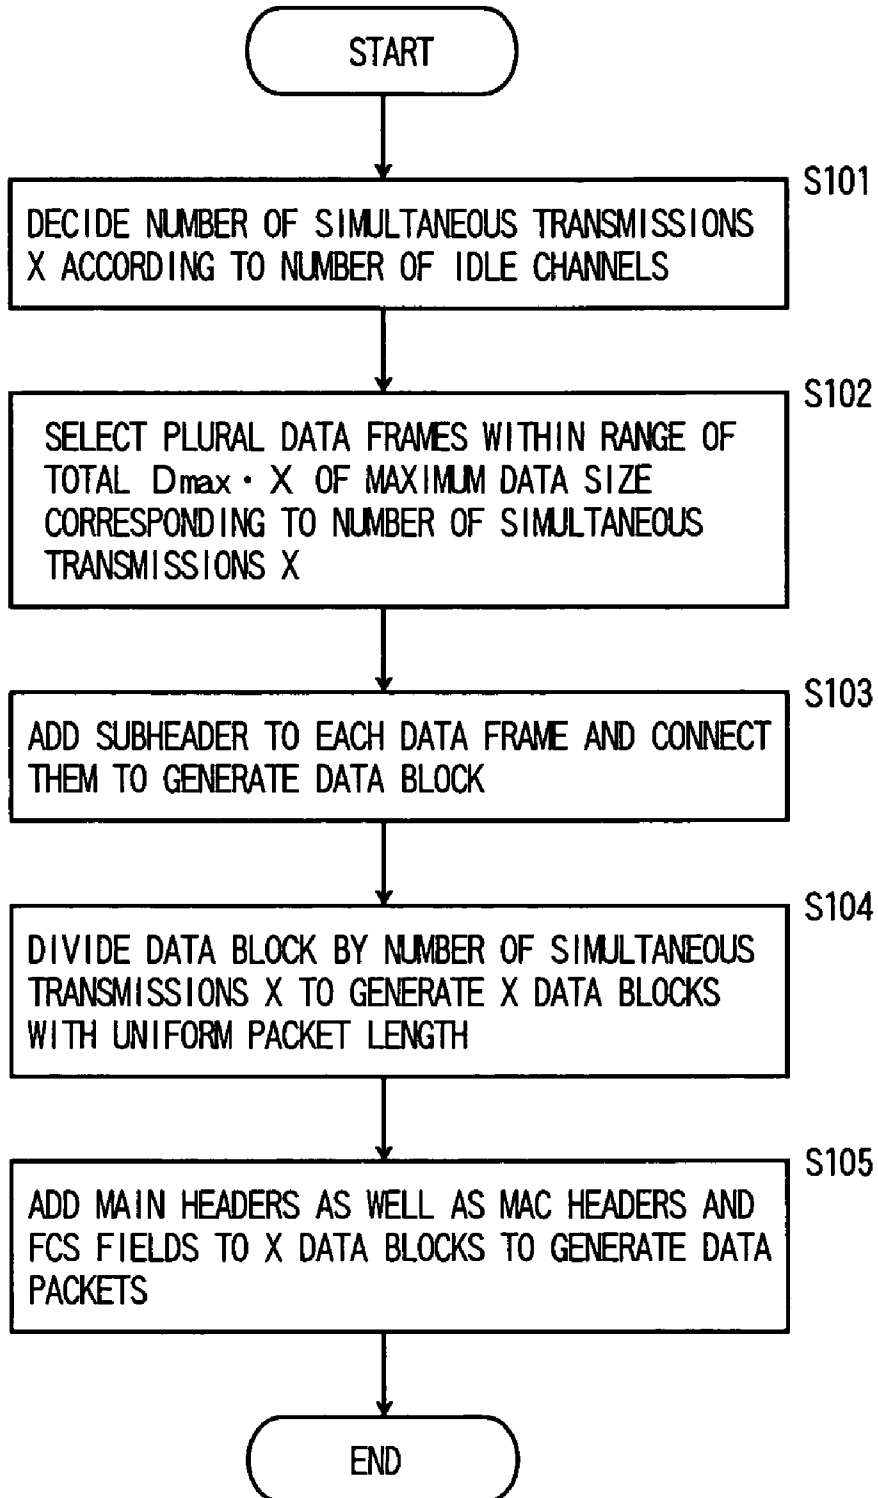 START
S101
DECIDE NUMBER OF SIMULTANEOUS TRANSMISSIONS
X ACCORDING TO NUMBER OF IDLE CHANNELS
S102
SELECT PLURAL DATA FRAMES WITHIN RANGE OF
TOTAL Dmax · X OF MAXIMUM DATA SIZE
CORRESPONDING TO NUMBER OF SIMULTANEOUS
TRANSMISSIONS X
S103
ADD SUBHEADER TO EACH DATA FRAME AND CONNECT
THEM TO GENERATE DATA BLOCK
S104
DIVIDE DATA BLOCK BY NUMBER OF SIMULTANEOUS
TRANSMISSIONS X TO GENERATE X DATA BLOCKS
WITH UNIFORM PACKET LENGTH
S105
ADD MAIN HEADERS AS WELL AS MAC HEADERS AND
FCS FIELDS TO X DATA BLOCKS TO GENERATE DATA
PACKETS
END